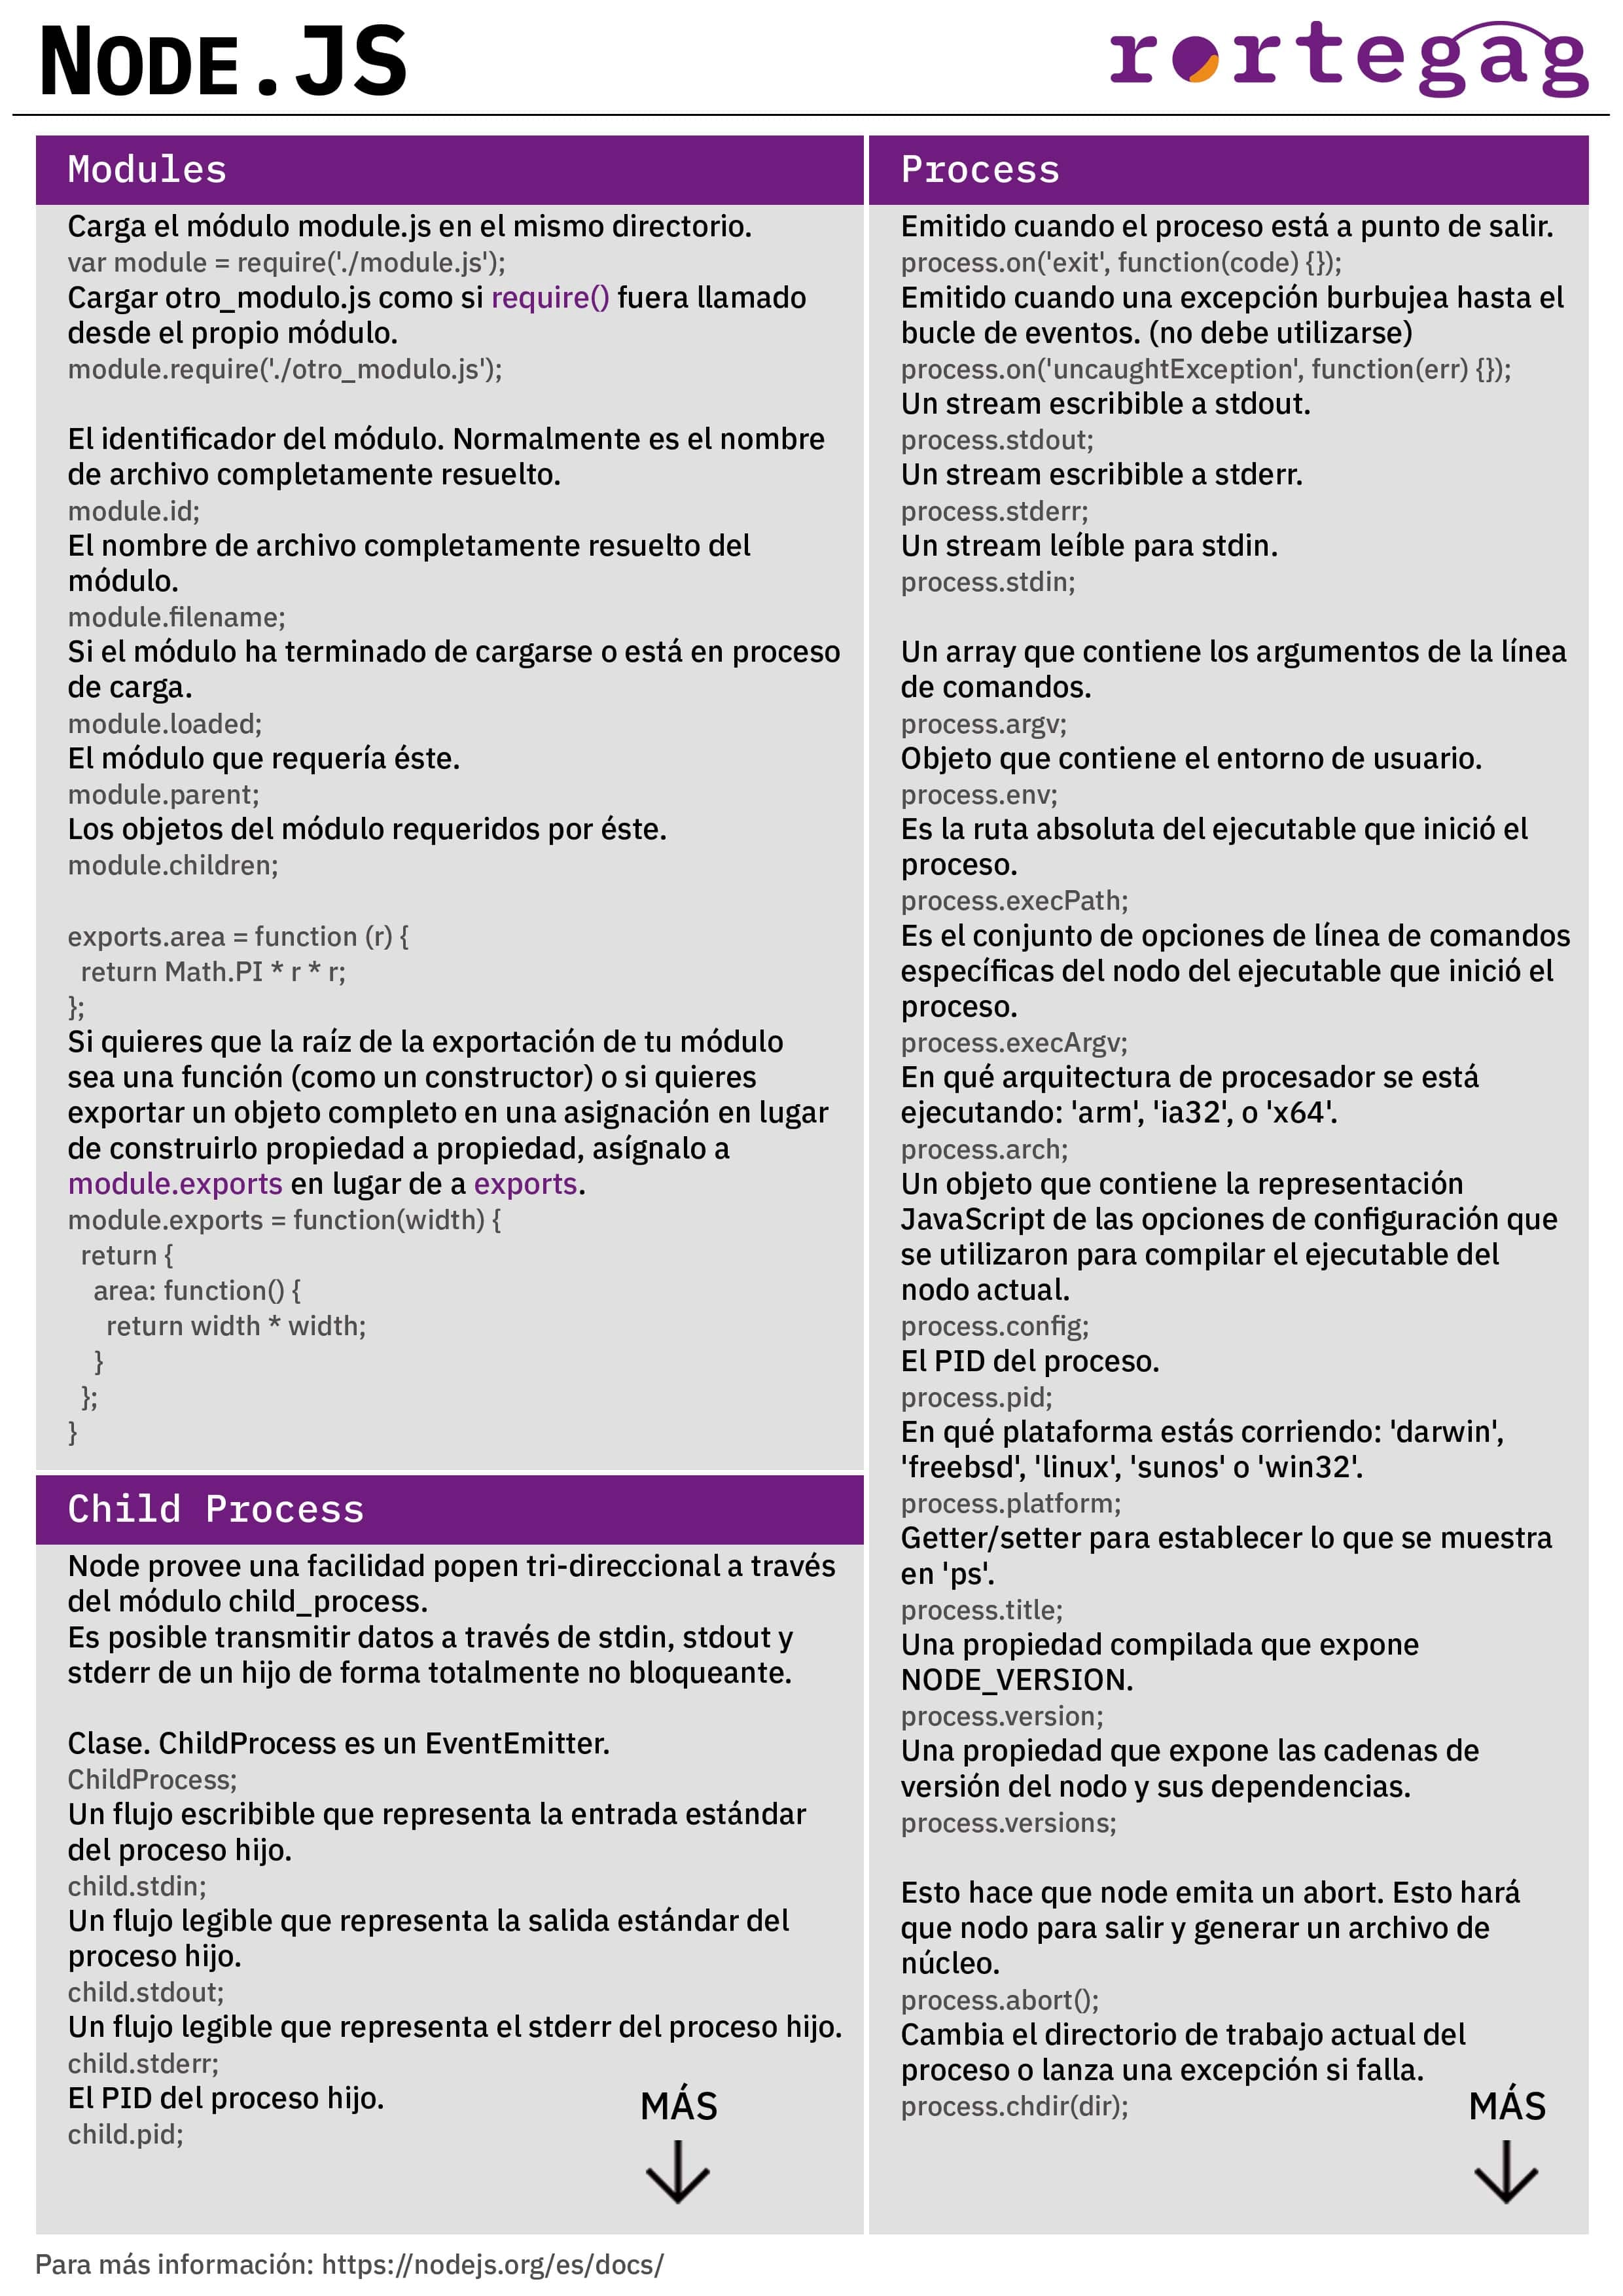 NODE.JS
rortegag
Modules
Carga el módulo module.js en el mismo directorio.
var module = require('./module.js');
Cargar otro_modulo.js como si require() fuera llamado
desde el propio módulo.
module.require('./otro_modulo.js');
El identificador del módulo. Normalmente es el nombre
de archivo completamente resuelto.
module.id;
El nombre de archivo completamente resuelto del
módulo.
module.filename;
Si el módulo ha terminado de cargarse o está en proceso
de carga.
module.loaded;
El módulo que requería éste.
module.parent;
Los objetos del módulo requeridos por éste.
module.children;
exports.area = function (r) {
  return Math.PI * r * r;
};
Si quieres que la raíz de la exportación de tu módulo
sea una función (como un constructor) o si quieres
exportar un objeto completo en una asignación en lugar
de construirlo propiedad a propiedad, asígnalo a
module.exports en lugar de a exports.
module.exports = function(width) {
  return {
    area: function() {
      return width * width;
    }
  };
}
Child Process
Node provee una facilidad popen tri-direccional a través
del módulo child_process.
Es posible transmitir datos a través de stdin, stdout y
stderr de un hijo de forma totalmente no bloqueante.
Clase. ChildProcess es un EventEmitter.
ChildProcess;
Un flujo escribible que representa la entrada estándar
del proceso hijo.
child.stdin;
Un flujo legible que representa la salida estándar del
proceso hijo.
child.stdout;
Un flujo legible que representa el stderr del proceso hijo.
child.stderr;
El PID del proceso hijo.
child.pid;
MÁS
Process
Emitido cuando el proceso está a punto de salir.
process.on('exit', function(code) {});
Emitido cuando una excepción burbujea hasta el
bucle de eventos. (no debe utilizarse)
process.on('uncaughtException', function(err) {});
Un stream escribible a stdout.
process.stdout;
Un stream escribible a stderr.
process.stderr;
Un stream leíble para stdin.
process.stdin;
Un array que contiene los argumentos de la línea
de comandos.
process.argv;
Objeto que contiene el entorno de usuario.
process.env;
Es la ruta absoluta del ejecutable que inició el
proceso.
process.execPath;
Es el conjunto de opciones de línea de comandos
específicas del nodo del ejecutable que inició el
proceso.
process.execArgv;
En qué arquitectura de procesador se está
ejecutando: 'arm', 'ia32', o 'x64'.
process.arch;
Un objeto que contiene la representación
JavaScript de las opciones de configuración que
se utilizaron para compilar el ejecutable del
nodo actual.
process.config;
El PID del proceso.
process.pid;
En qué plataforma estás corriendo: 'darwin',
'freebsd', 'linux', 'sunos' o 'win32'.
process.platform;
Getter/setter para establecer lo que se muestra
en 'ps'.
process.title;
Una propiedad compilada que expone
NODE_VERSION.
process.version;
Una propiedad que expone las cadenas de
versión del nodo y sus dependencias.
process.versions;
Esto hace que node emita un abort. Esto hará
que nodo para salir y generar un archivo de
núcleo.
process.abort();
Cambia el directorio de trabajo actual del
proceso o lanza una excepción si falla.
process.chdir(dir);
MÁS
Para más información: https://nodejs.org/es/docs/